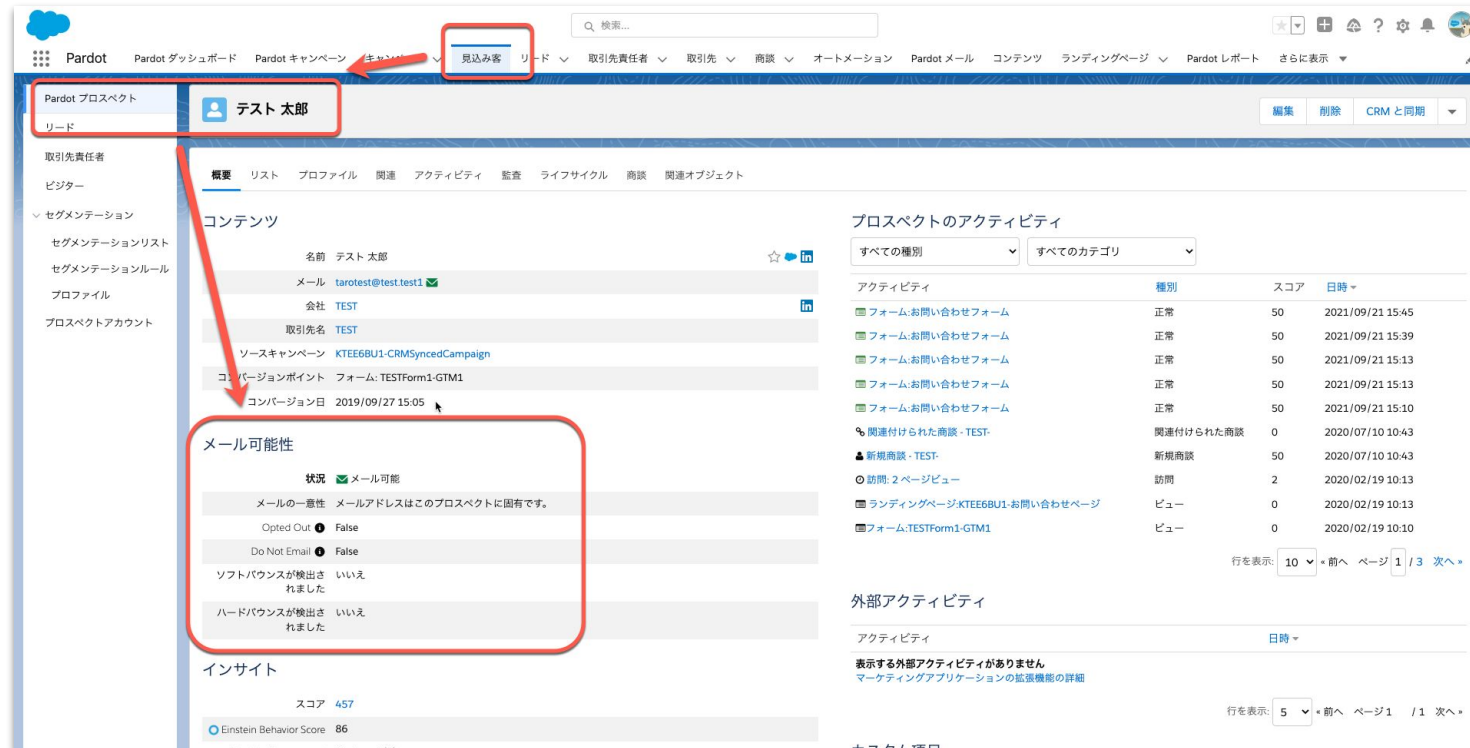 検索...
Pardot
Pardot ダッシュボード Pardot キャンペーン 見込み客 リード 取引先責任者 取引先 商談 オートメーション Pardot メール コンテンツ ランディングページ Pardot レポート さらに表示
Pardot プロスペクト
リード
取引先責任者
ビジター
セグメンテーション
セグメンテーションリスト
セグメンテーションルール
プロファイル
プロスペクトアカウント
テスト 太郎
編集 削除 CRM と同期
概要 リスト プロファイル 関連 アクティビティ 監査 ライフサイクル 商談 関連オブジェクト
コンテンツ
名前 テスト 太郎
メール tarotest@test.test1
会社 TEST
取引先名 TEST
ソースキャンペーン KTEE6BU1-CRMSyncedCampaign
コンバージョンポイント フォーム: TESTForm1-GTM1
コンバージョン日 2019/09/27 15:05
メール可能性
状況 メール可能
メールの一意性 メールアドレスはこのプロスペクトに固有です。
Opted Out False
Do Not Email False
ソフトバウンスが検出さ いいえ
れました
ハードバウンスが検出さ いいえ
れました
インサイト
スコア 457
Einstein Behavior Score 86
プロスペクトのアクティビティ
すべての種別 すべてのカテゴリ
アクティビティ 種別 スコア 日時
フォーム:お問い合わせフォーム 正常 50 2021/09/21 15:45
フォーム:お問い合わせフォーム 正常 50 2021/09/21 15:39
フォーム:お問い合わせフォーム 正常 50 2021/09/21 15:13
フォーム:お問い合わせフォーム 正常 50 2021/09/21 15:13
フォーム:お問い合わせフォーム 正常 50 2021/09/21 15:10
関連付けられた商談 - TEST- 関連付けられた商談 0 2020/07/10 10:43
新規商談 - TEST- 新規商談 50 2020/07/10 10:43
訪問: 2 ページビュー 訪問 2 2020/02/19 10:13
ランディングページ:KTEE6BU1-お問い合わせページ ビュー 0 2020/02/19 10:13
フォーム:TESTForm1-GTM1 ビュー 0 2020/02/19 10:10
行を表示: 10 « 前へ ページ 1 / 3 次へ »
外部アクティビティ
アクティビティ 日時
表示する外部アクティビティがありません
マーケティングアプリケーションの拡張機能の詳細
行を表示: 5 « 前へ ページ 1 / 1 次へ »